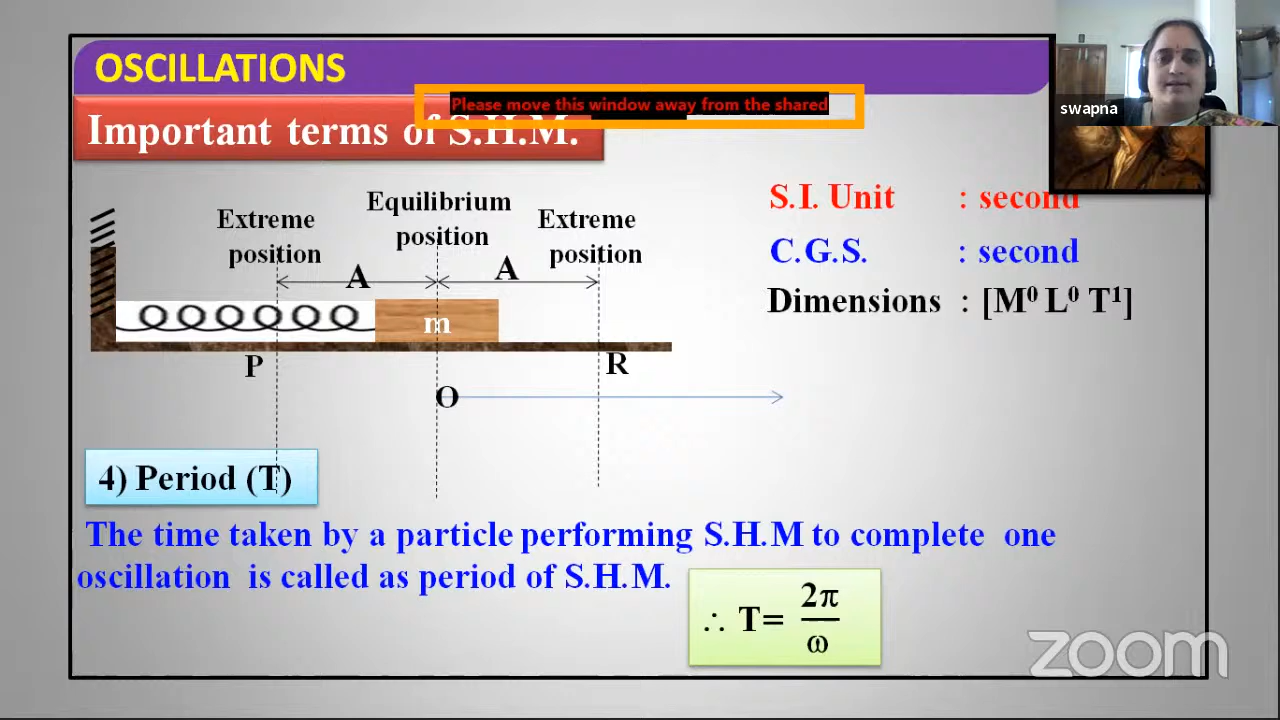 OSCILLATIONS
Please move this window away from the shared
Important terms of S.H.M.
swapna
Extreme position
Equilibrium position
Extreme position
A
A
m
P
R
O
S.I. Unit : second
C.G.S. : second
Dimensions : [M⁰ L⁰ T¹]
4) Period (T)
The time taken by a particle performing S.H.M to complete one
oscillation is called as period of S.H.M.
∴ T= 2π/ω
zoom